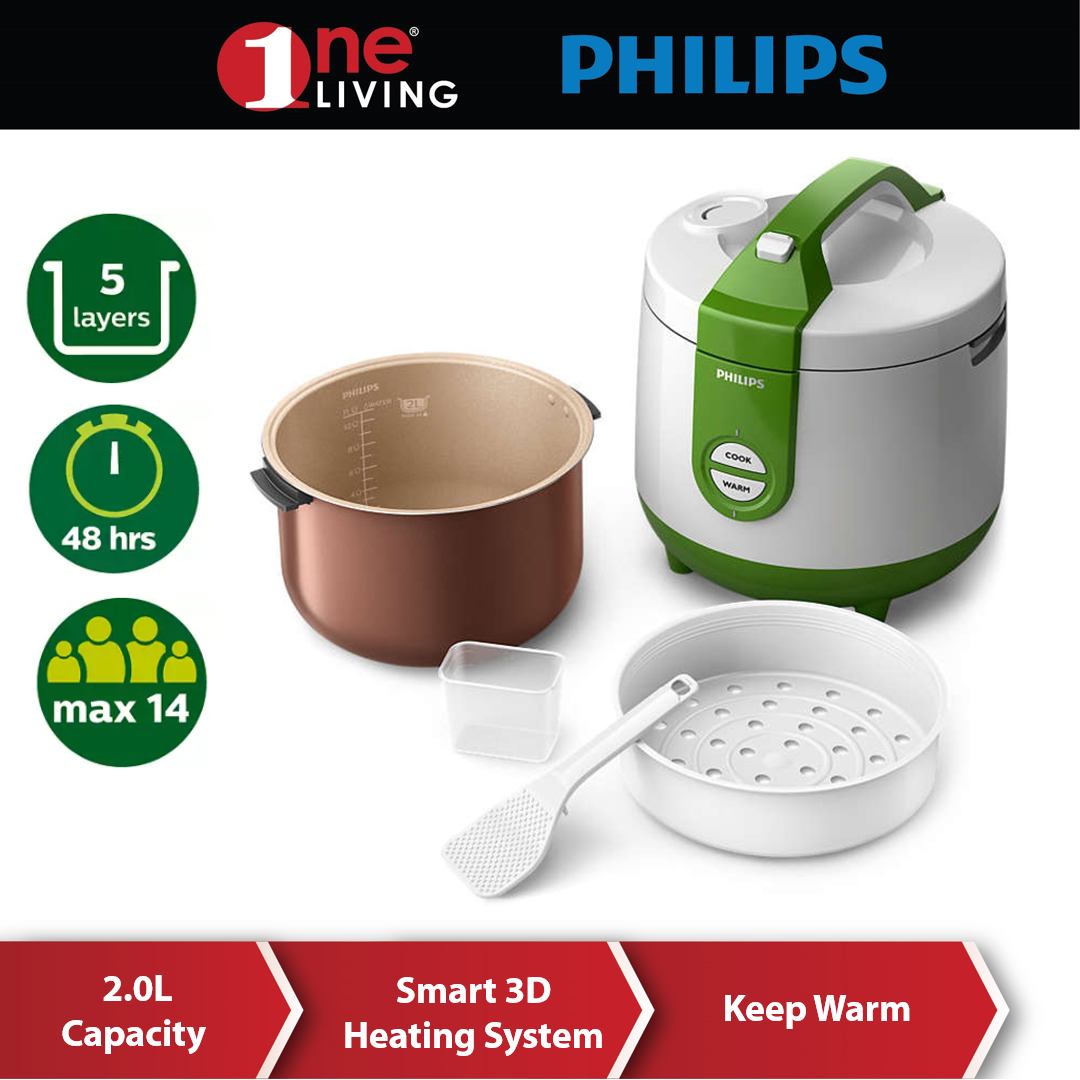 1ne®
LIVING
PHILIPS
5
layers
48 hrs
max 14
PHILIPS
2L
PHILIPS
COOK
WARM
2.0L
Capacity
Smart 3D
Heating System
Keep Warm